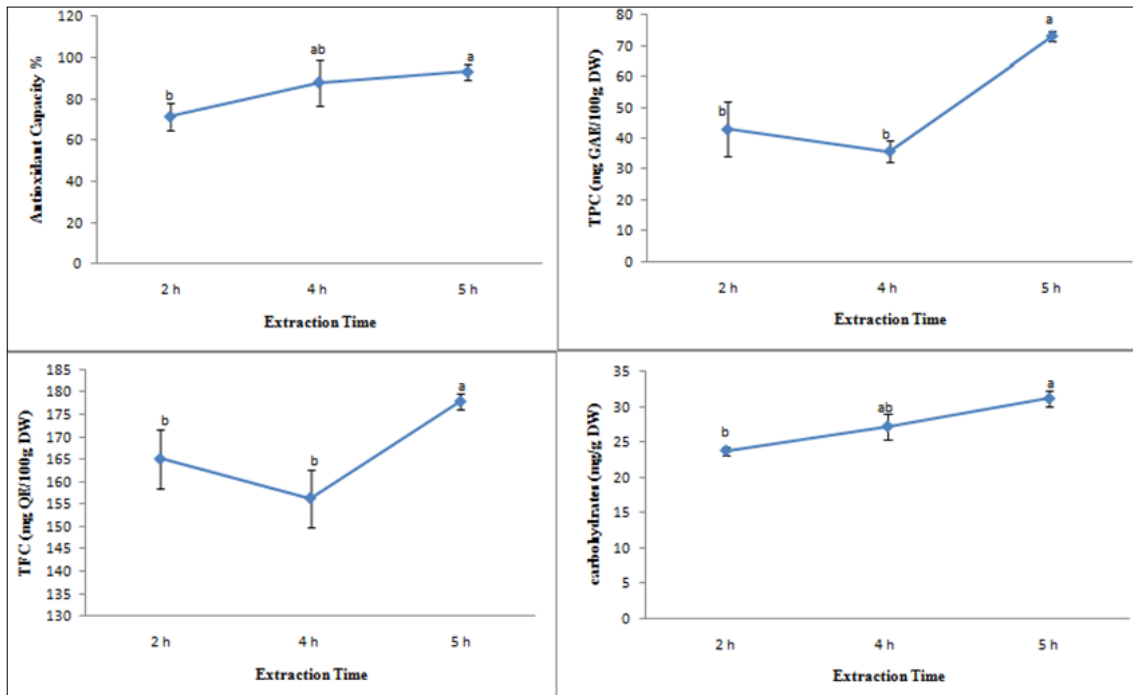 120
100
80
60
40
20
0
Antioxidant Capacity %
b
ab
a
2 h
4 h
5 h
Extraction Time
80
70
60
50
40
30
20
10
0
TPC (mg GAE/100g DW)
b
b
a
2 h
4 h
5 h
Extraction Time
185
180
175
170
165
160
155
150
145
140
135
130
TFC (mg QE/100g DW)
b
b
a
2 h
4 h
5 h
Extraction Time
35
30
25
20
15
10
5
0
carbohydrates (mg/g DW)
b
ab
a
2 h
4 h
5 h
Extraction Time